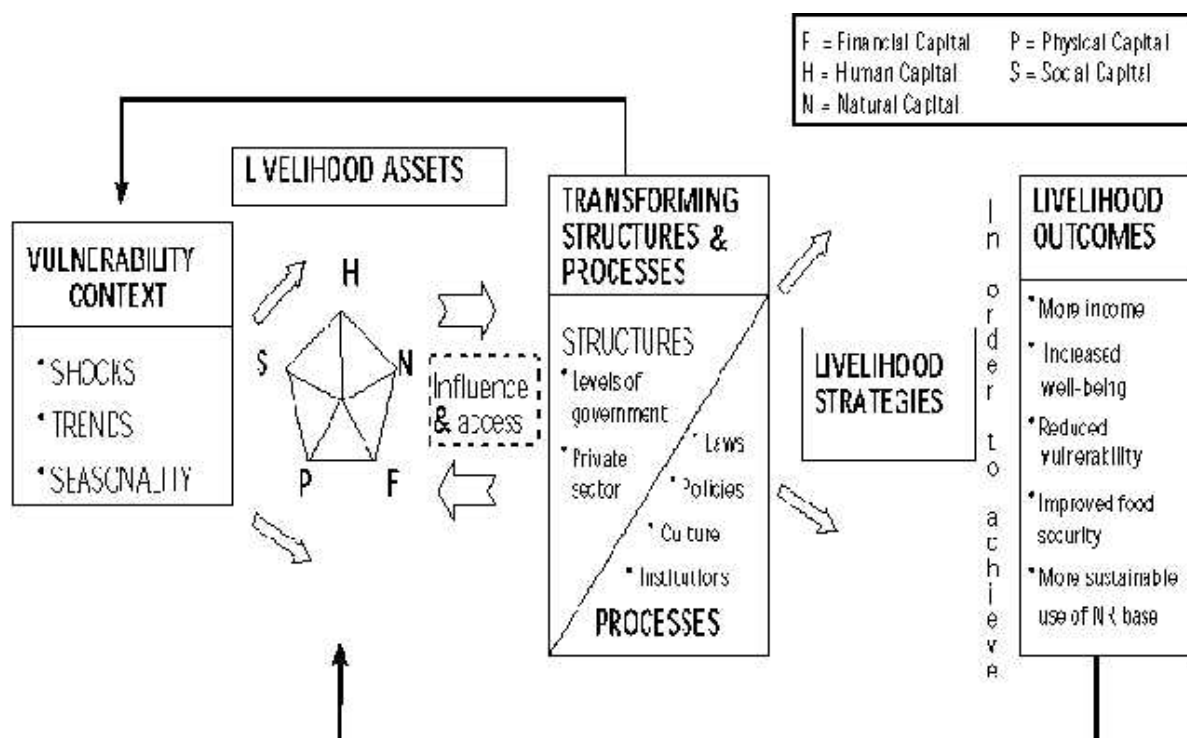 F = Financial Capital P = Physical Capital
H = Human Capital S = Social Capital
N = Natural Capital
LIVELIHOOD ASSETS
VULNERABILITY
CONTEXT
• SHOCKS
• TRENDS
• SEASONALITY
H
S
N
P
F
Influence
& access
TRANSFORMING
STRUCTURES &
PROCESSES
STRUCTURES
• Levels of
government
• Private
sector
• Laws
• Policies
• Culture
• Institutions
PROCESSES
LIVELIHOOD
STRATEGIES
In order to achieve
LIVELIHOOD
OUTCOMES
• More income
• Increased
well-being
• Reduced
vulnerability
• Improved food
security
• More sustainable
use of NR base